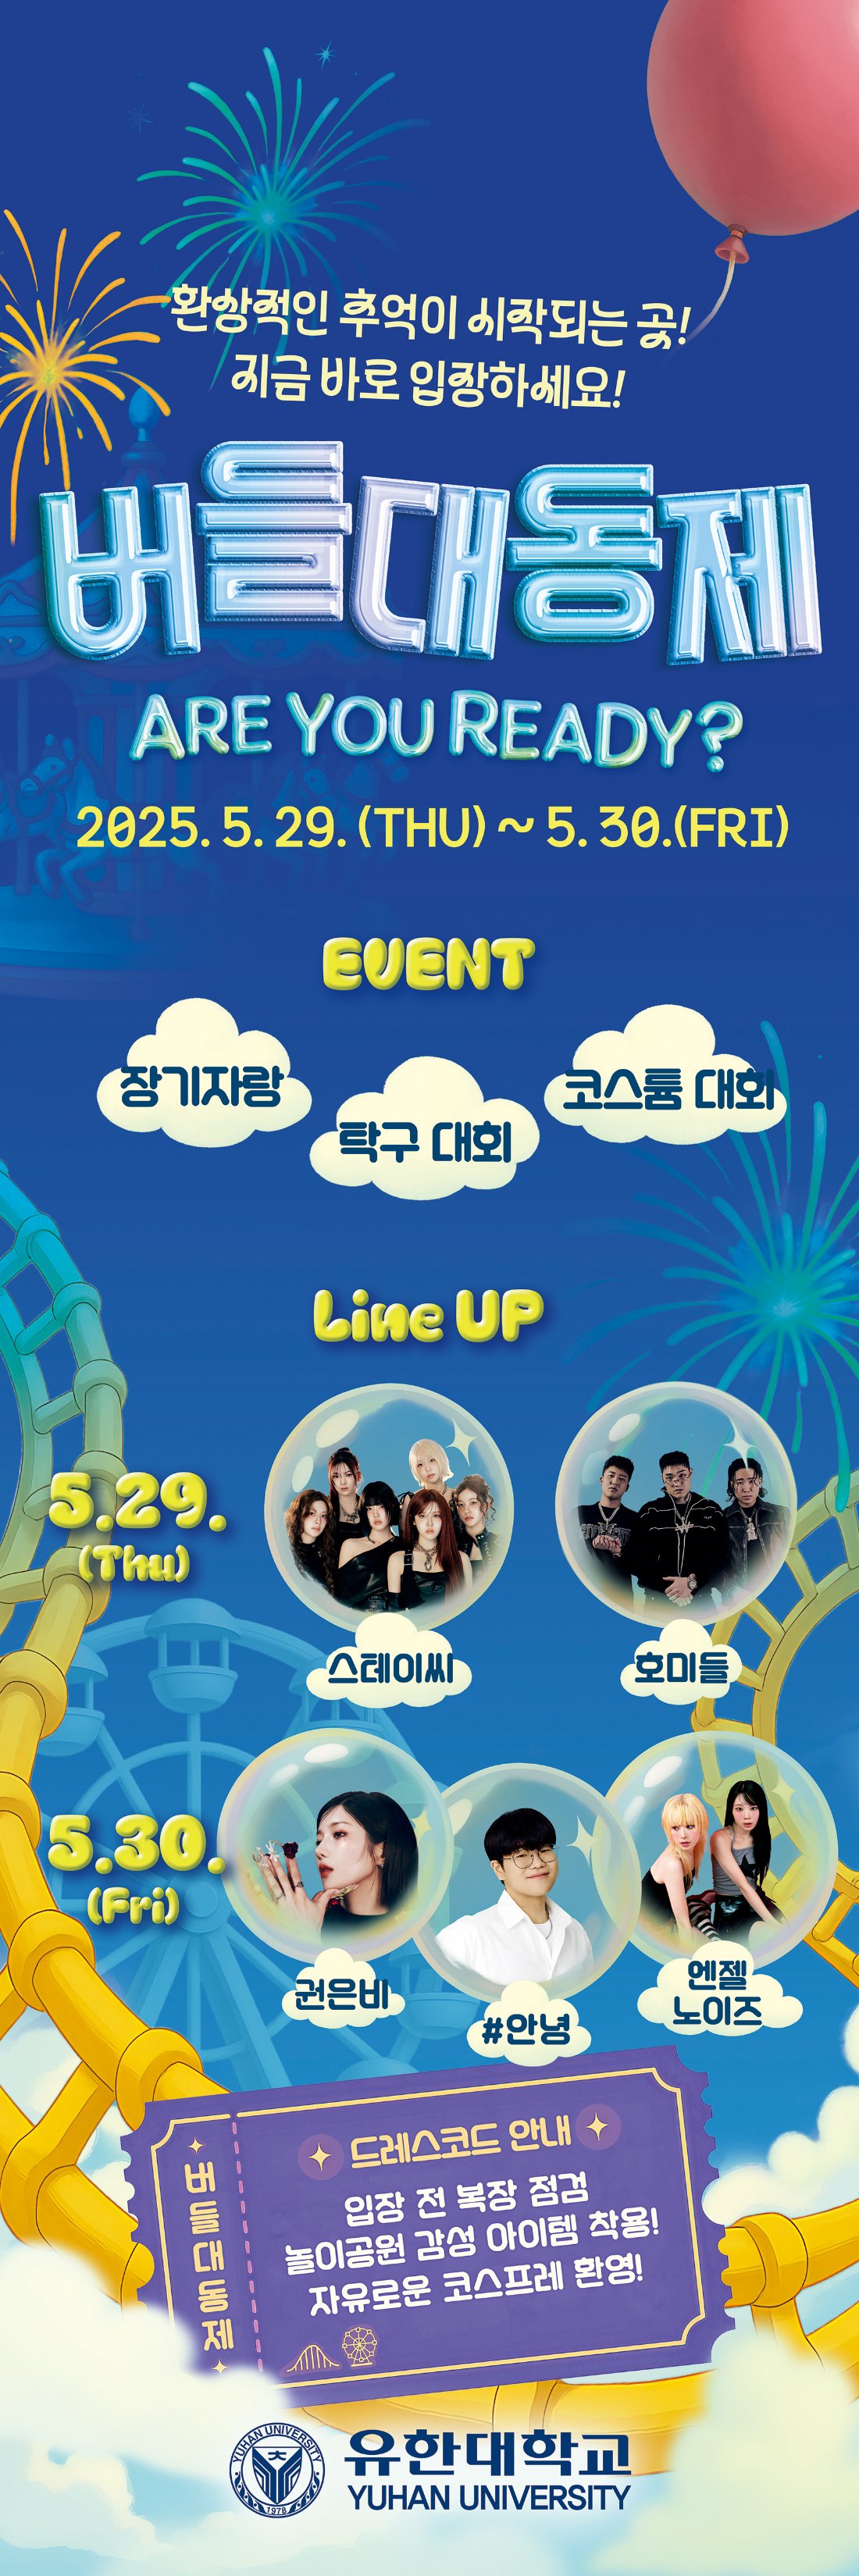 환상적인 추억이 시작되는 곳!
지금 바로 입장하세요!
버들대동제
ARE YOU READY?
2025. 5. 29. (THU) ~ 5. 30.(FRI)
EVENT
장기자랑
탁구 대회
코스튬 대회
Line UP
5.29.
(Thu)
스테이씨
호미들
5.30.
(Fri)
권은비
#안녕
엔젤
노이즈
버들대동제
드레스코드 안내
입장 전 복장 점검
놀이공원 감성 아이템 착용!
자유로운 코스프레 환영!
YUHAN UNIVERSITY
1978
유한대학교
YUHAN UNIVERSITY